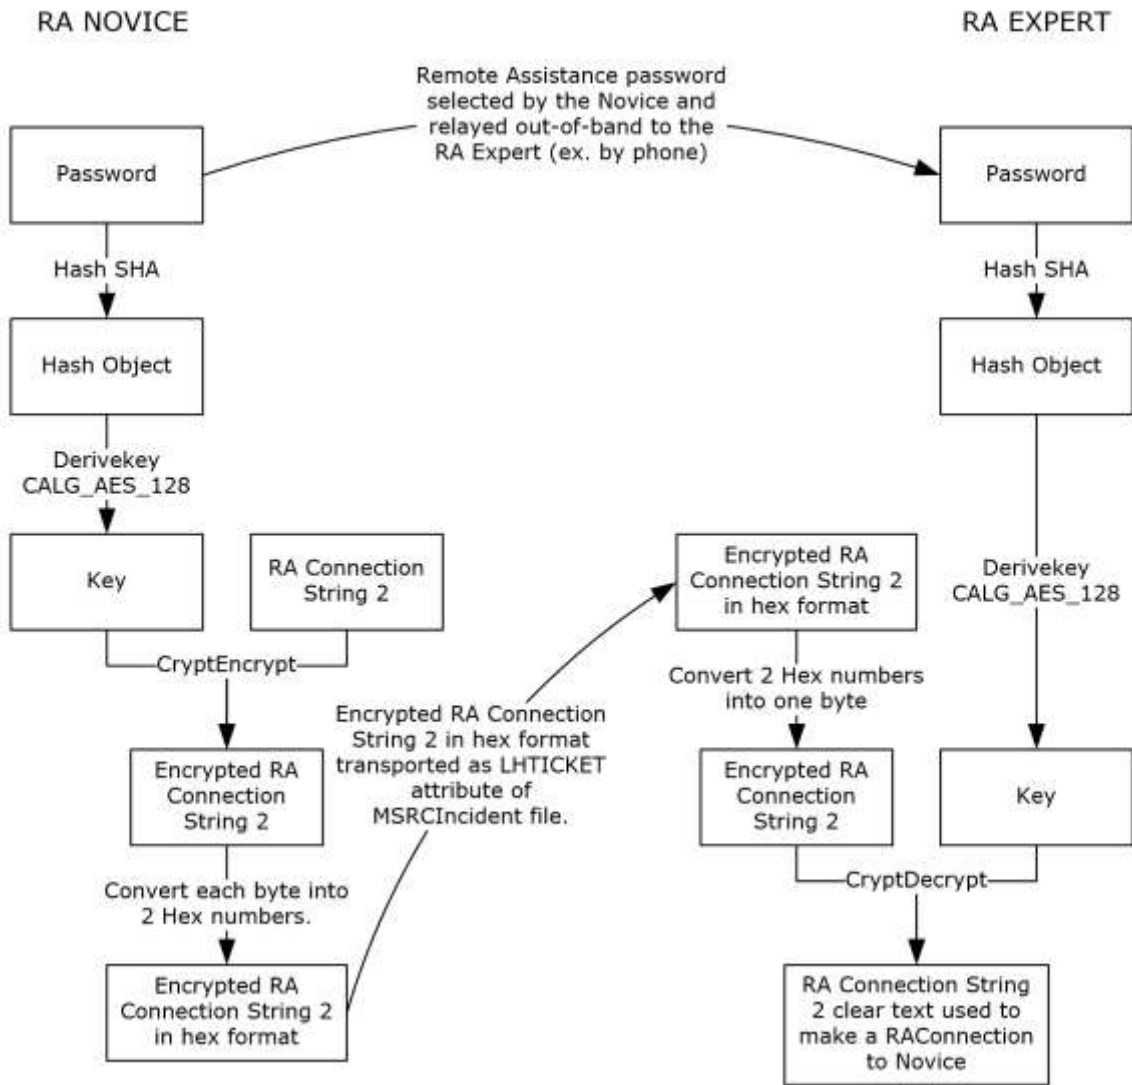 RA NOVICE
RA EXPERT
Remote Assistance password
selected by the Novice and
relayed out-of-band to the
RA Expert (ex. by phone)
Password
Password
Hash SHA
Hash SHA
Hash Object
Hash Object
Derivekey
CALG_AES_128
Key
RA Connection
String 2
Encrypted RA
Connection String 2
in hex format
Derivekey
CALG_AES_128
CryptEncrypt
Convert 2 Hex numbers
into one byte
Encrypted RA Connection
String 2 in hex format
transported as LHTICKET
attribute of
MSRCIncident file.
Encrypted RA
Connection
String 2
Encrypted RA
Connection
String 2
Key
CryptDecrypt
Convert each byte into
2 Hex numbers.
Encrypted RA
Connection String 2
in hex format
RA Connection String
2 clear text used to
make a RAConnection
to Novice